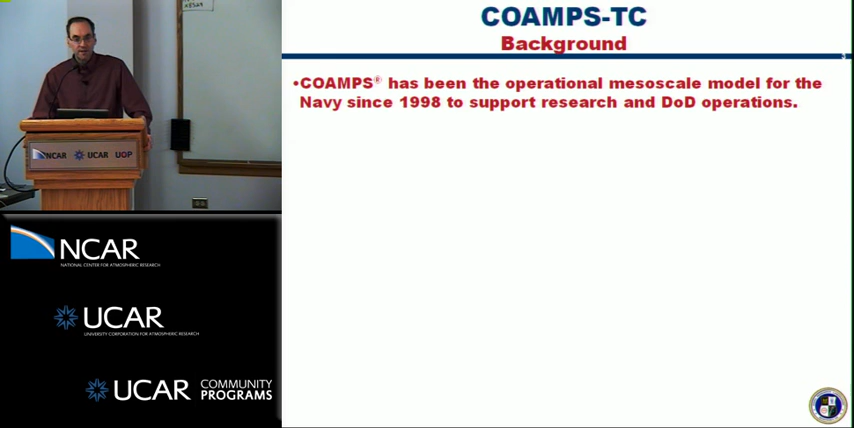 COAMPS-TC
Background
3
•COAMPS® has been the operational mesoscale model for the
Navy since 1998 to support research and DoD operations.
NCAR UCAR UOP
NCAR
NATIONAL CENTER FOR ATMOSPHERIC RESEARCH
UCAR
UNIVERSITY CORPORATION FOR ATMOSPHERIC RESEARCH
UCAR COMMUNITY
PROGRAMS